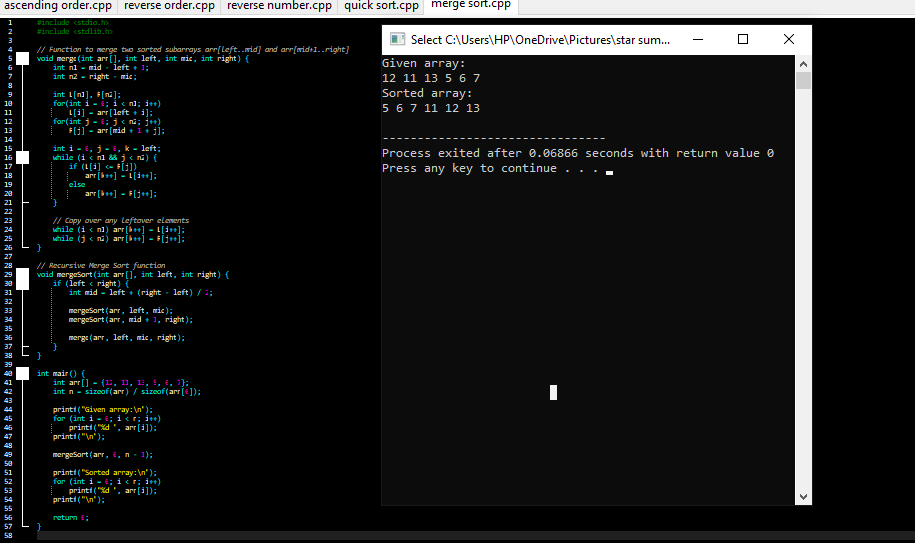 ascending order.cpp reverse order.cpp reverse number.cpp quick sort.cpp merge sort.cpp
1 #include <stdio.h>
2 #include <stdlib.h>
3
4 // Function to merge two sorted subarrays arr[left..mid] and arr[mid+1..right]
5 void merge(int arr[], int left, int mid, int right) {
6 int n1 = mid - left + 1;
7 int n2 = right - mid;
8
9 int L[n1], R[n2];
10 for(int i = 0; i < n1; i++)
11 L[i] = arr[left + i];
12 for(int j = 0; j < n2; j++)
13 R[j] = arr[mid + 1 + j];
14
15 int i = 0, j = 0, k = left;
16 while (i < n1 && j < n2) {
17 if (L[i] <= R[j])
18 arr[k++] = L[i++];
19 else
20 arr[k++] = R[j++];
21 }
22
23 // Copy over any leftover elements
24 while (i < n1) arr[k++] = L[i++];
25 while (j < n2) arr[k++] = R[j++];
26 }
27
28 // Recursive Merge Sort function
29 void mergeSort(int arr[], int left, int right) {
30 if (left < right) {
31 int mid = left + (right - left) / 2;
32
33 mergeSort(arr, left, mid);
34 mergeSort(arr, mid + 1, right);
35
36 merge(arr, left, mid, right);
37 }
38 }
39
40 int main() {
41 int arr[] = {12, 11, 13, 5, 6, 7};
42 int n = sizeof(arr) / sizeof(arr[0]);
43
44 printf("Given array:\n");
45 for (int i = 0; i < n; i++)
46 printf("%d ", arr[i]);
47 printf("\n");
48
49 mergeSort(arr, 0, n - 1);
50
51 printf("Sorted array:\n");
52 for (int i = 0; i < n; i++)
53 printf("%d ", arr[i]);
54 printf("\n");
55
56 return 0;
57 }
58
Select C:\Users\HP\OneDrive\Pictures\star sum...
Given array:
12 11 13 5 6 7
Sorted array:
5 6 7 11 12 13
--------------------------------
Process exited after 0.06866 seconds with return value 0
Press any key to continue . . .